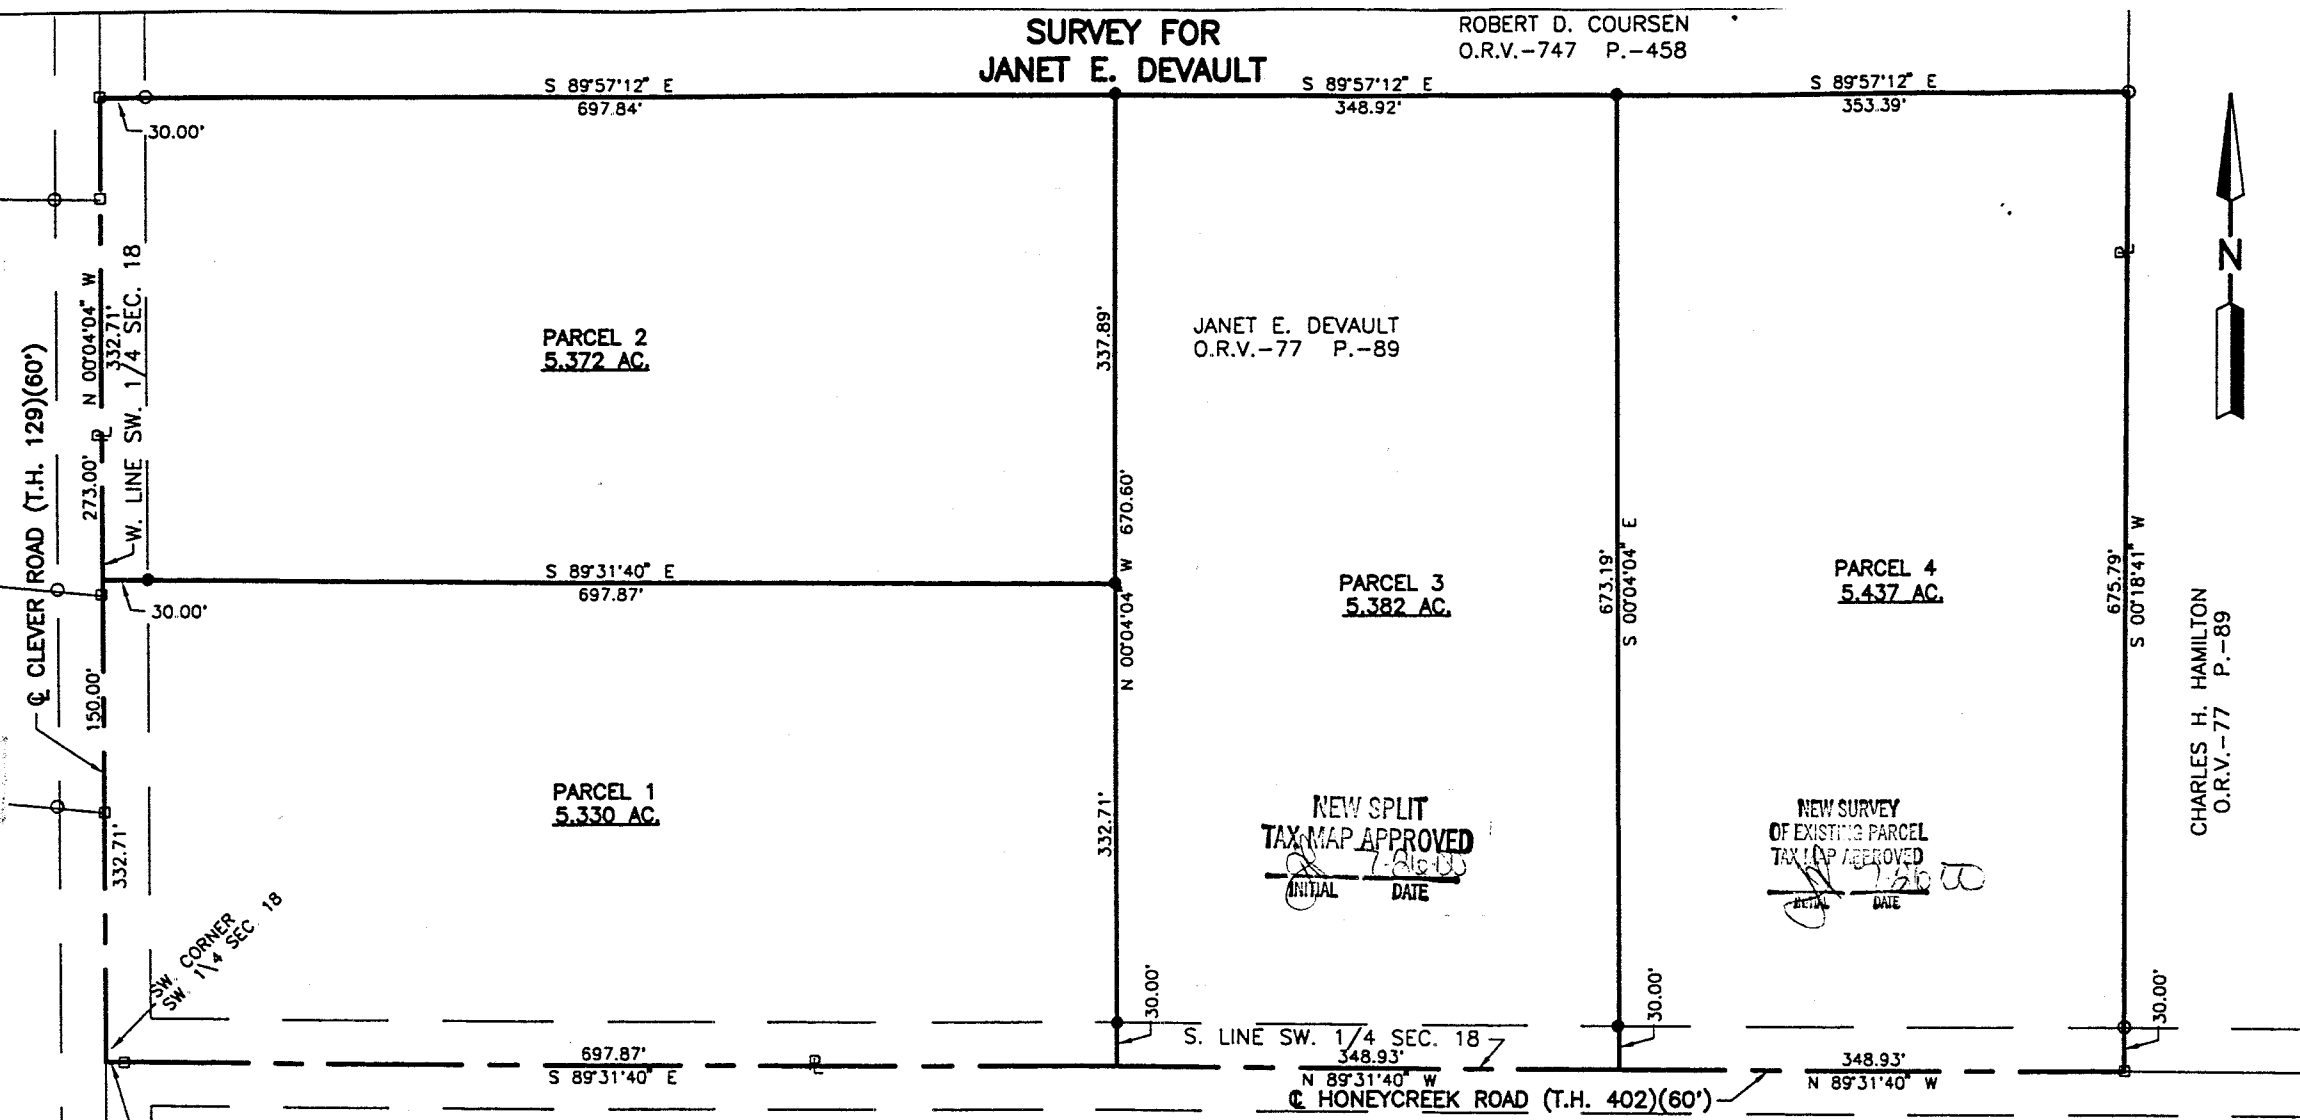 SURVEY FOR
JANET E. DEVAULT
ROBERT D. COURSEN
O.R.V.-747 P.-458
S 89°57'12" E
697.84'
S 89°57'12" E
348.92'
S 89°57'12" E
353.39'
30.00'
N
℄ CLEVER ROAD (T.H. 129)(60')
N 00°04'04" W
332.71'
273.00'
W. LINE SW. 1/4 SEC. 18
PARCEL 2
5.372 AC.
337.89'
JANET E. DEVAULT
O.R.V.-77 P.-89
N 00°04'04" W 670.60'
S 89°31'40" E
697.87'
30.00'
PARCEL 3
5.382 AC.
673.19'
S 00°04'04" E
PARCEL 4
5.437 AC.
675.79'
S 00°18'41" W
CHARLES H. HAMILTON
O.R.V.-77 P.-89
150.00'
332.71'
PARCEL 1
5.330 AC.
332.71'
NEW SPLIT
TAX MAP APPROVED
INITIAL DATE
NEW SURVEY
OF EXISTING PARCEL
TAX MAP APPROVED
INITIAL DATE
SW. CORNER
SW. 1/4 SEC. 18
30.00'
30.00'
30.00'
S. LINE SW. 1/4 SEC. 18
697.87'
S 89°31'40" E
348.93'
N 89°31'40" W
348.93'
N 89°31'40" W
℄ HONEYCREEK ROAD (T.H. 402)(60')